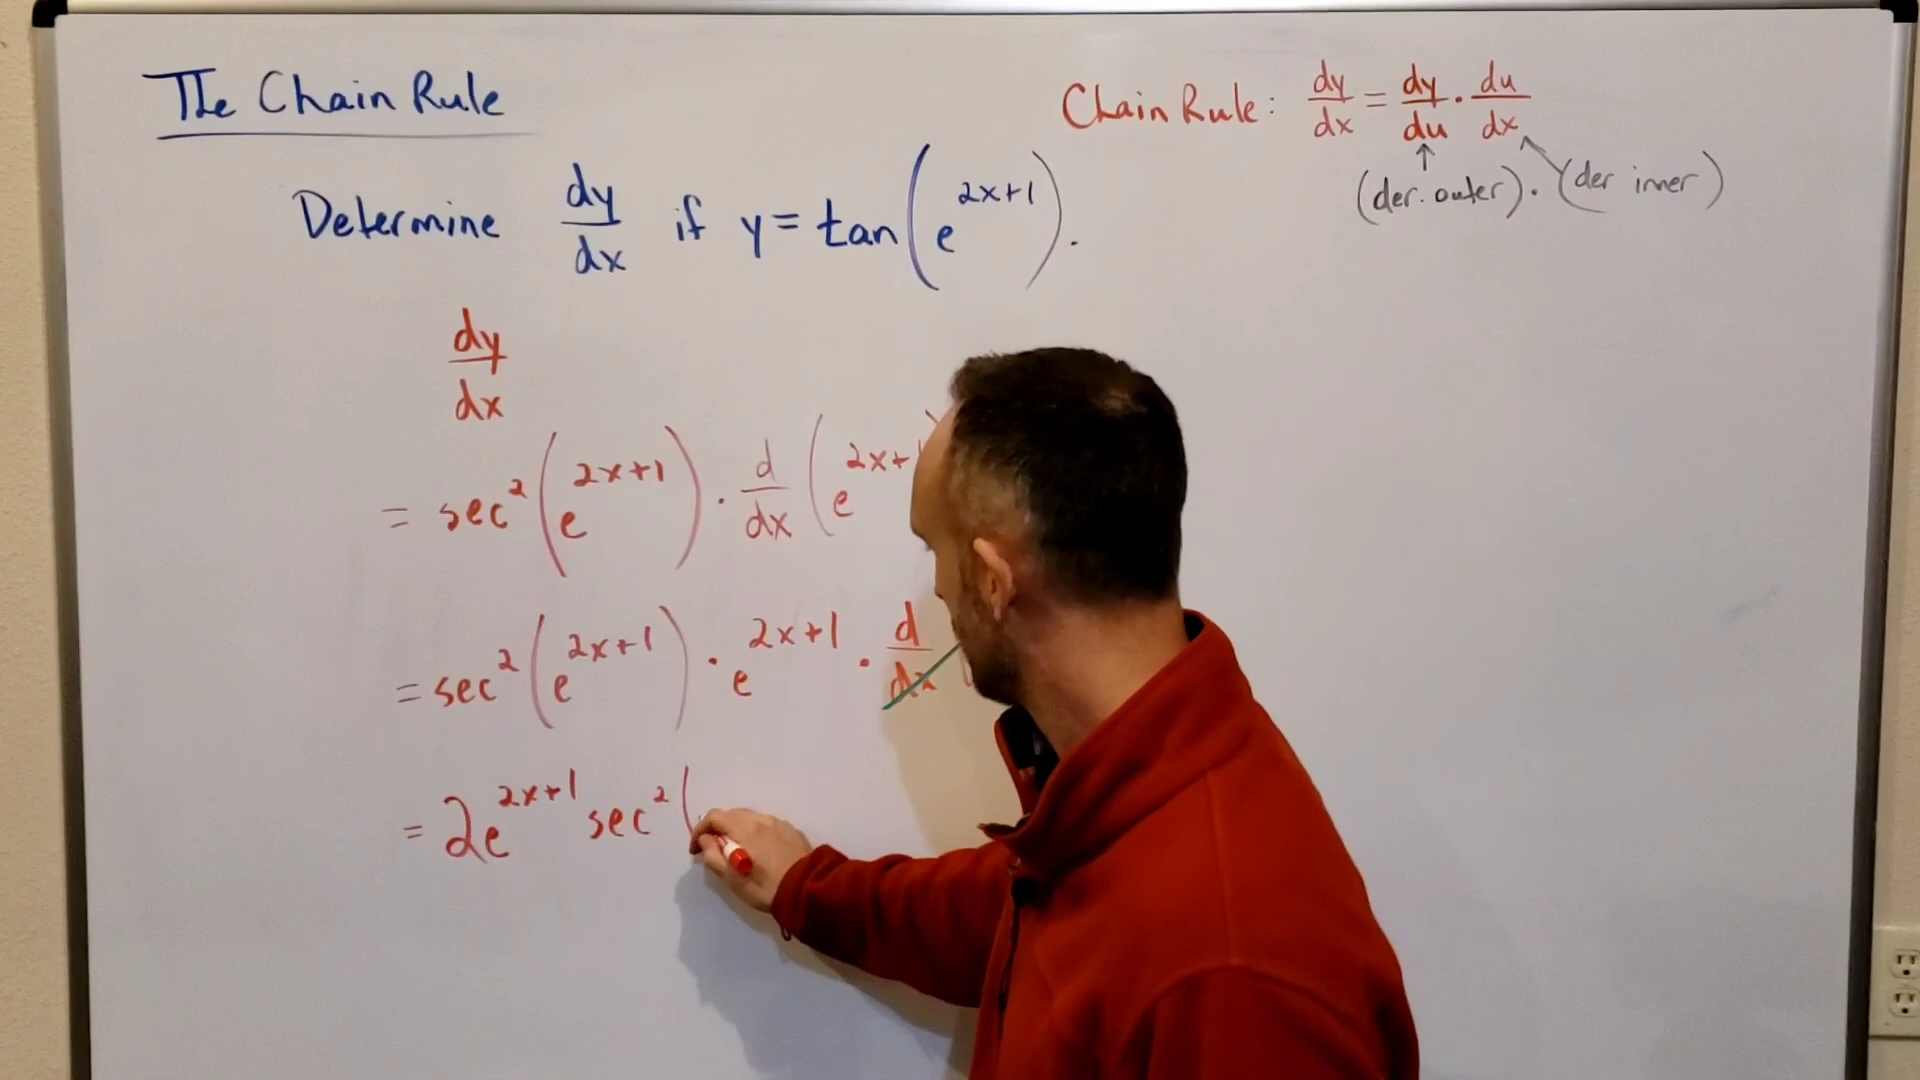 The Chain Rule
Chain Rule: dy/dx = dy/du · du/dx
(der. outer) · (der inner)
Determine dy/dx if y = tan(e^(2x+1)).
dy/dx
= sec²(e^(2x+1)) · d/dx (e^(2x+
= sec²(e^(2x+1)) · e^(2x+1) · d/dx (
= 2e^(2x+1) sec² (